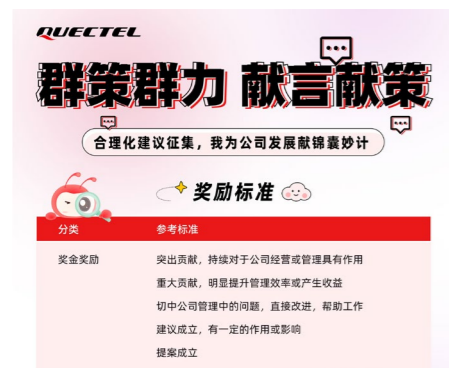 QUECTEL
群策群力 献言献策
合理化建议征集，我为公司发展献锦囊妙计
奖励标准
分类 参考标准
奖金奖励 突出贡献，持续对于公司经营或管理具有作用
重大贡献，明显提升管理效率或产生收益
切中公司管理中的问题，直接改进，帮助工作
建议成立，有一定的作用或影响
提案成立